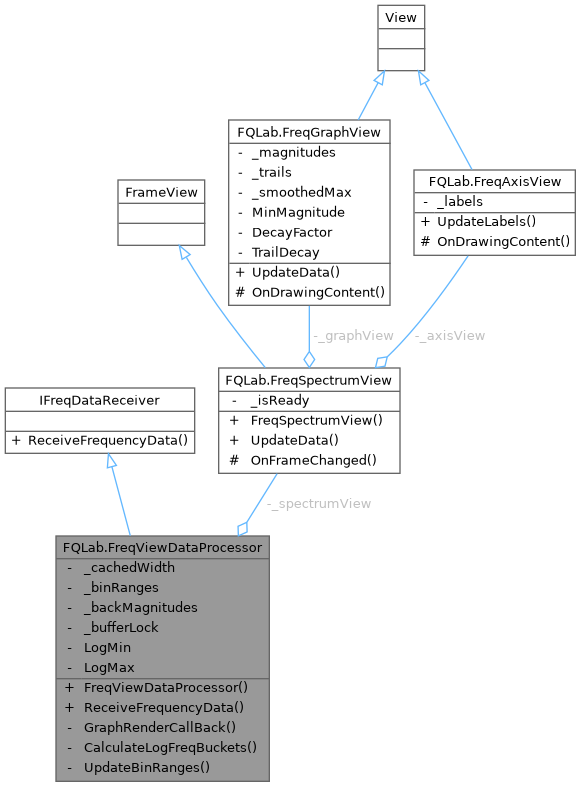 View
FQLab.FreqGraphView
- _magnitudes
- _trails
- _smoothedMax
- MinMagnitude
- DecayFactor
- TrailDecay
+ UpdateData()
# OnDrawingContent()
FQLab.FreqAxisView
- _labels
+ UpdateLabels()
# OnDrawingContent()
FrameView
-_graphView
-_axisView
FQLab.FreqSpectrumView
- _isReady
+ FreqSpectrumView()
+ UpdateData()
# OnFrameChanged()
IFreqDataReceiver
+ ReceiveFrequencyData()
-_spectrumView
FQLab.FreqViewDataProcessor
- _cachedWidth
- _binRanges
- _backMagnitudes
- _bufferLock
- LogMin
- LogMax
+ FreqViewDataProcessor()
+ ReceiveFrequencyData()
- GraphRenderCallBack()
- CalculateLogFreqBuckets()
- UpdateBinRanges()